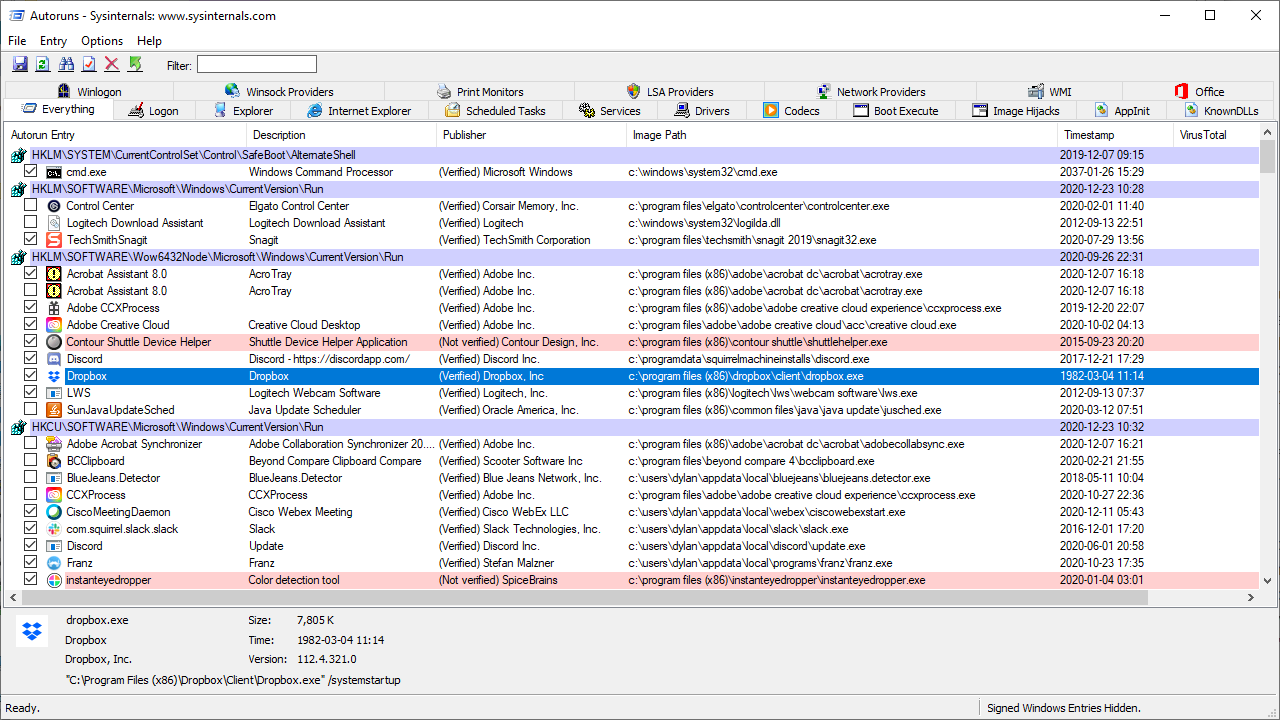 Autoruns - Sysinternals: www.sysinternals.com
File Entry Options Help
Filter:
Winlogon Winsock Providers Print Monitors LSA Providers Network Providers WMI Office
Everything Logon Explorer Internet Explorer Scheduled Tasks Services Drivers Codecs Boot Execute Image Hijacks AppInit KnownDLLs
Autorun Entry Description Publisher Image Path Timestamp VirusTotal
HKLM\SYSTEM\CurrentControlSet\Control\SafeBoot\AlternateShell 2019-12-07 09:15
cmd.exe Windows Command Processor (Verified) Microsoft Windows c:\windows\system32\cmd.exe 2037-01-26 15:29
HKLM\SOFTWARE\Microsoft\Windows\CurrentVersion\Run 2020-12-23 10:28
Control Center Elgato Control Center (Verified) Corsair Memory, Inc. c:\program files\elgato\controlcenter\controlcenter.exe 2020-02-01 11:40
Logitech Download Assistant Logitech Download Assistant (Verified) Logitech c:\windows\system32\logilda.dll 2012-09-13 22:51
TechSmithSnagit Snagit (Verified) TechSmith Corporation c:\program files\techsmith\snagit 2019\snagit32.exe 2020-07-29 13:56
HKLM\SOFTWARE\Wow6432Node\Microsoft\Windows\CurrentVersion\Run 2020-09-26 22:31
Acrobat Assistant 8.0 AcroTray (Verified) Adobe Inc. c:\program files (x86)\adobe\acrobat dc\acrobat\acrotray.exe 2020-12-07 16:18
Acrobat Assistant 8.0 AcroTray (Verified) Adobe Inc. c:\program files (x86)\adobe\acrobat dc\acrobat\acrotray.exe 2020-12-07 16:18
Adobe CCXProcess (Verified) Adobe Inc. c:\program files (x86)\adobe\adobe creative cloud experience\ccxprocess.exe 2019-12-20 22:07
Adobe Creative Cloud Creative Cloud Desktop (Verified) Adobe Inc. c:\program files\adobe\adobe creative cloud\acc\creative cloud.exe 2020-10-02 04:13
Contour Shuttle Device Helper Shuttle Device Helper Application (Not verified) Contour Design, Inc. c:\program files (x86)\contour shuttle\shuttlehelper.exe 2015-09-23 20:20
Discord Discord - https://discordapp.com/ (Verified) Discord Inc. c:\programdata\squirrelmachineinstalls\discord.exe 2017-12-21 17:29
Dropbox Dropbox (Verified) Dropbox, Inc c:\program files (x86)\dropbox\client\dropbox.exe 1982-03-04 11:14
LWS Logitech Webcam Software (Verified) Logitech, Inc. c:\program files (x86)\logitech\lws\webcam software\lws.exe 2012-09-13 07:37
SunJavaUpdateSched Java Update Scheduler (Verified) Oracle America, Inc. c:\program files (x86)\common files\java\java update\jusched.exe 2020-03-12 07:51
HKCU\SOFTWARE\Microsoft\Windows\CurrentVersion\Run 2020-12-23 10:32
Adobe Acrobat Synchronizer Adobe Collaboration Synchronizer 20.... (Verified) Adobe Inc. c:\program files (x86)\adobe\acrobat dc\acrobat\adobecollabsync.exe 2020-12-07 16:21
BCClipboard Beyond Compare Clipboard Compare (Verified) Scooter Software Inc c:\program files\beyond compare 4\bcclipboard.exe 2020-02-21 21:55
BlueJeans.Detector BlueJeans.Detector (Verified) Blue Jeans Network, Inc. c:\users\dylan\appdata\local\bluejeans\bluejeans.detector.exe 2018-05-11 10:04
CCXProcess CCXProcess (Verified) Adobe Inc. c:\program files\adobe\adobe creative cloud experience\ccxprocess.exe 2020-10-27 22:36
CiscoMeetingDaemon Cisco Webex Meeting (Verified) Cisco WebEx LLC c:\users\dylan\appdata\local\webex\ciscowebexstart.exe 2020-12-11 05:43
com.squirrel.slack.slack Slack (Verified) Slack Technologies, Inc. c:\users\dylan\appdata\local\slack\slack.exe 2016-12-01 17:20
Discord Update (Verified) Discord Inc. c:\users\dylan\appdata\local\discord\update.exe 2020-06-01 20:58
Franz Franz (Verified) Stefan Malzner c:\users\dylan\appdata\local\programs\franz\franz.exe 2020-10-23 17:35
instanteyedropper Color detection tool (Not verified) SpiceBrains c:\program files (x86)\instanteyedropper\instanteyedropper.exe 2020-01-04 03:01
dropbox.exe Size: 7,805 K
Dropbox Time: 1982-03-04 11:14
Dropbox, Inc. Version: 112.4.321.0
"C:\Program Files (x86)\Dropbox\Client\Dropbox.exe" /systemstartup
Ready. Signed Windows Entries Hidden.